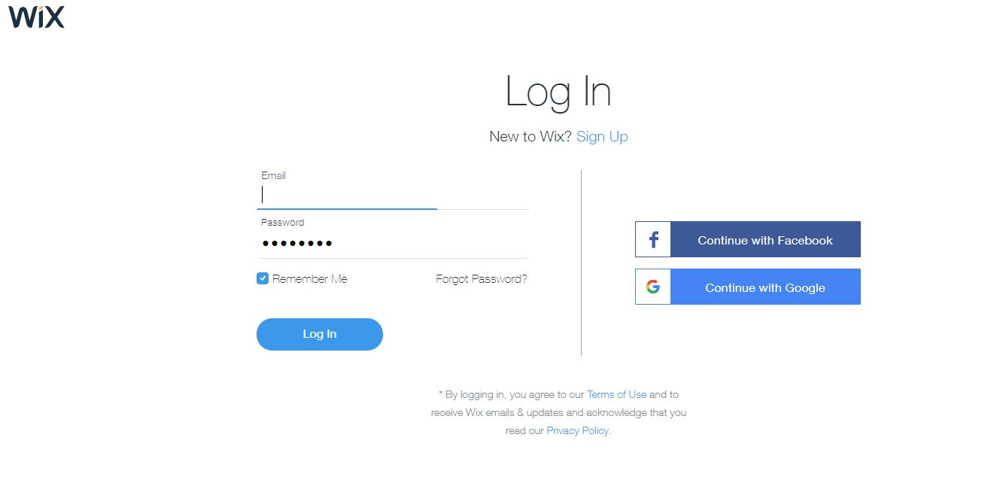 WiX
Log In
New to Wix? Sign Up
Email
Password
••••••••
Remember Me
Forgot Password?
Log In
Continue with Facebook
Continue with Google
* By logging in, you agree to our Terms of Use and to
receive Wix emails & updates and acknowledge that you
read our Privacy Policy.